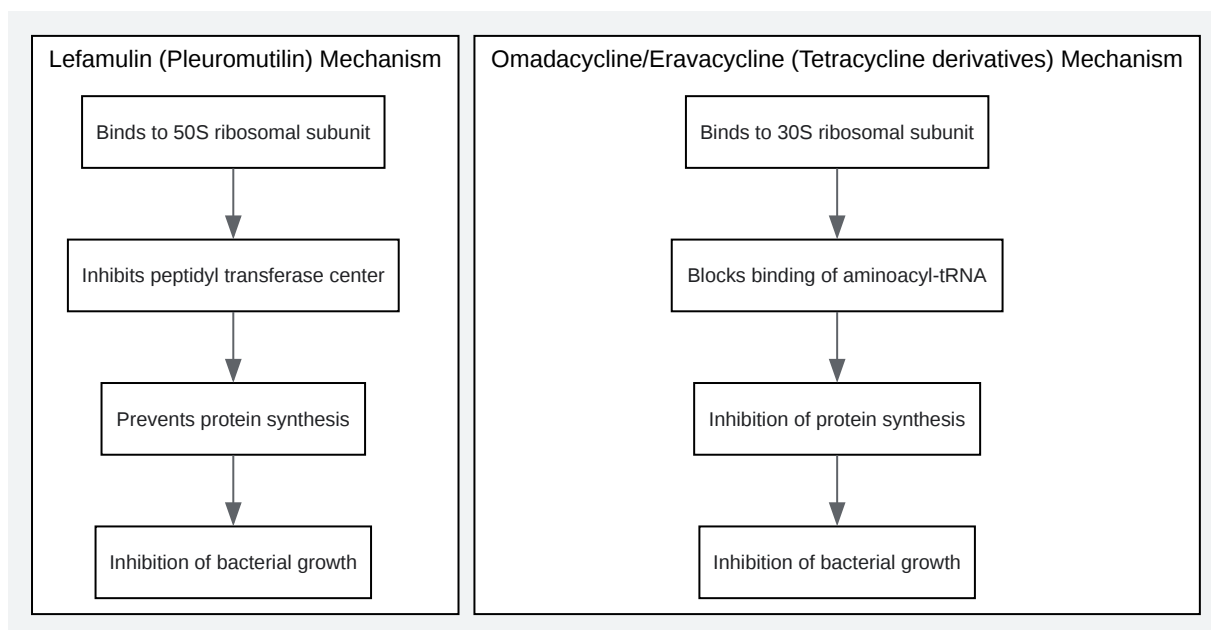 Lefamulin (Pleuromutilin) Mechanism
Binds to 50S ribosomal subunit
Inhibits peptidyl transferase center
Prevents protein synthesis
Inhibition of bacterial growth
Omadacycline/Eravacycline (Tetracycline derivatives) Mechanism
Binds to 30S ribosomal subunit
Blocks binding of aminoacyl-tRNA
Inhibition of protein synthesis
Inhibition of bacterial growth